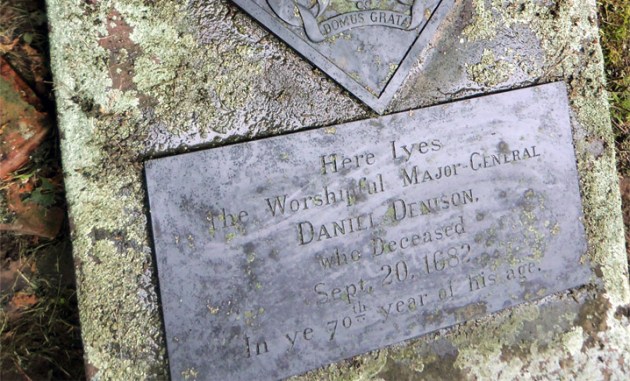 DOMUS GRATA
Here lyes
The Worshipful Major-General
Daniel Denison,
who Deceased
Sept. 20, 1682.
In ye 70th year of his age.